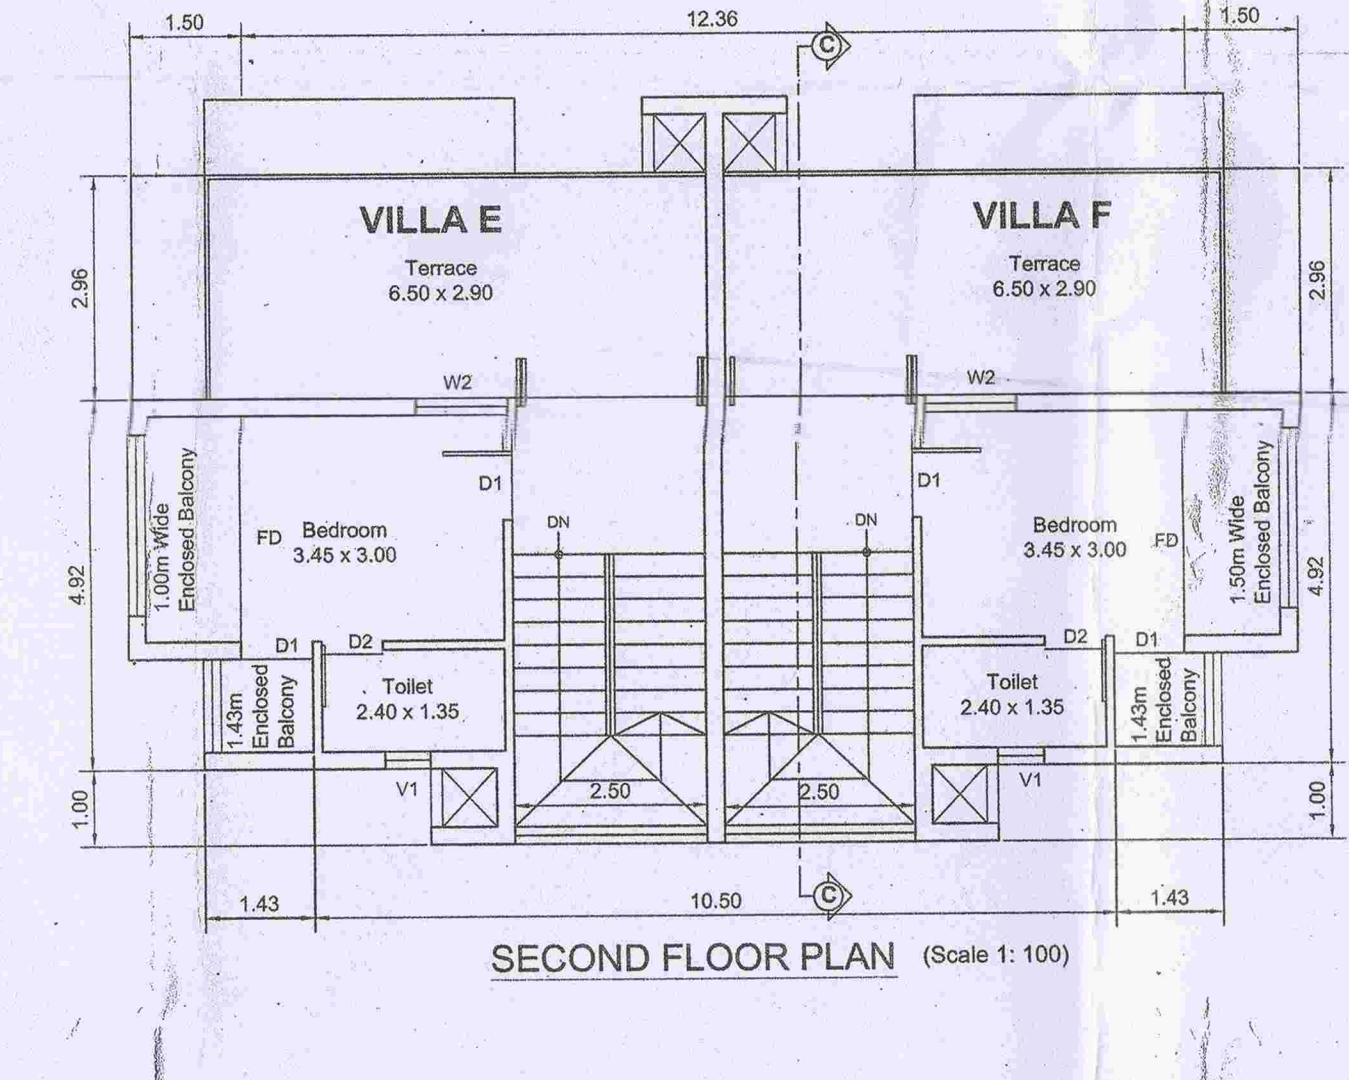 1.50
12.36
1.50
C
VILLA E
VILLA F
Terrace
6.50 x 2.90
Terrace
6.50 x 2.90
2.96
2.96
W2
W2
D1
D1
DN
DN
1.00m Wide
Enclosed Balcony
FD
Bedroom
3.45 x 3.00
Bedroom
3.45 x 3.00
FD
1.50m Wide
Enclosed Balcony
4.92
4.92
D1
D2
D2
D1
1.43m
Enclosed
Balcony
Toilet
2.40 x 1.35
Toilet
2.40 x 1.35
1.43m
Enclosed
Balcony
V1
V1
2.50
2.50
1.00
1.00
1.43
10.50
C
1.43
SECOND FLOOR PLAN (Scale 1: 100)